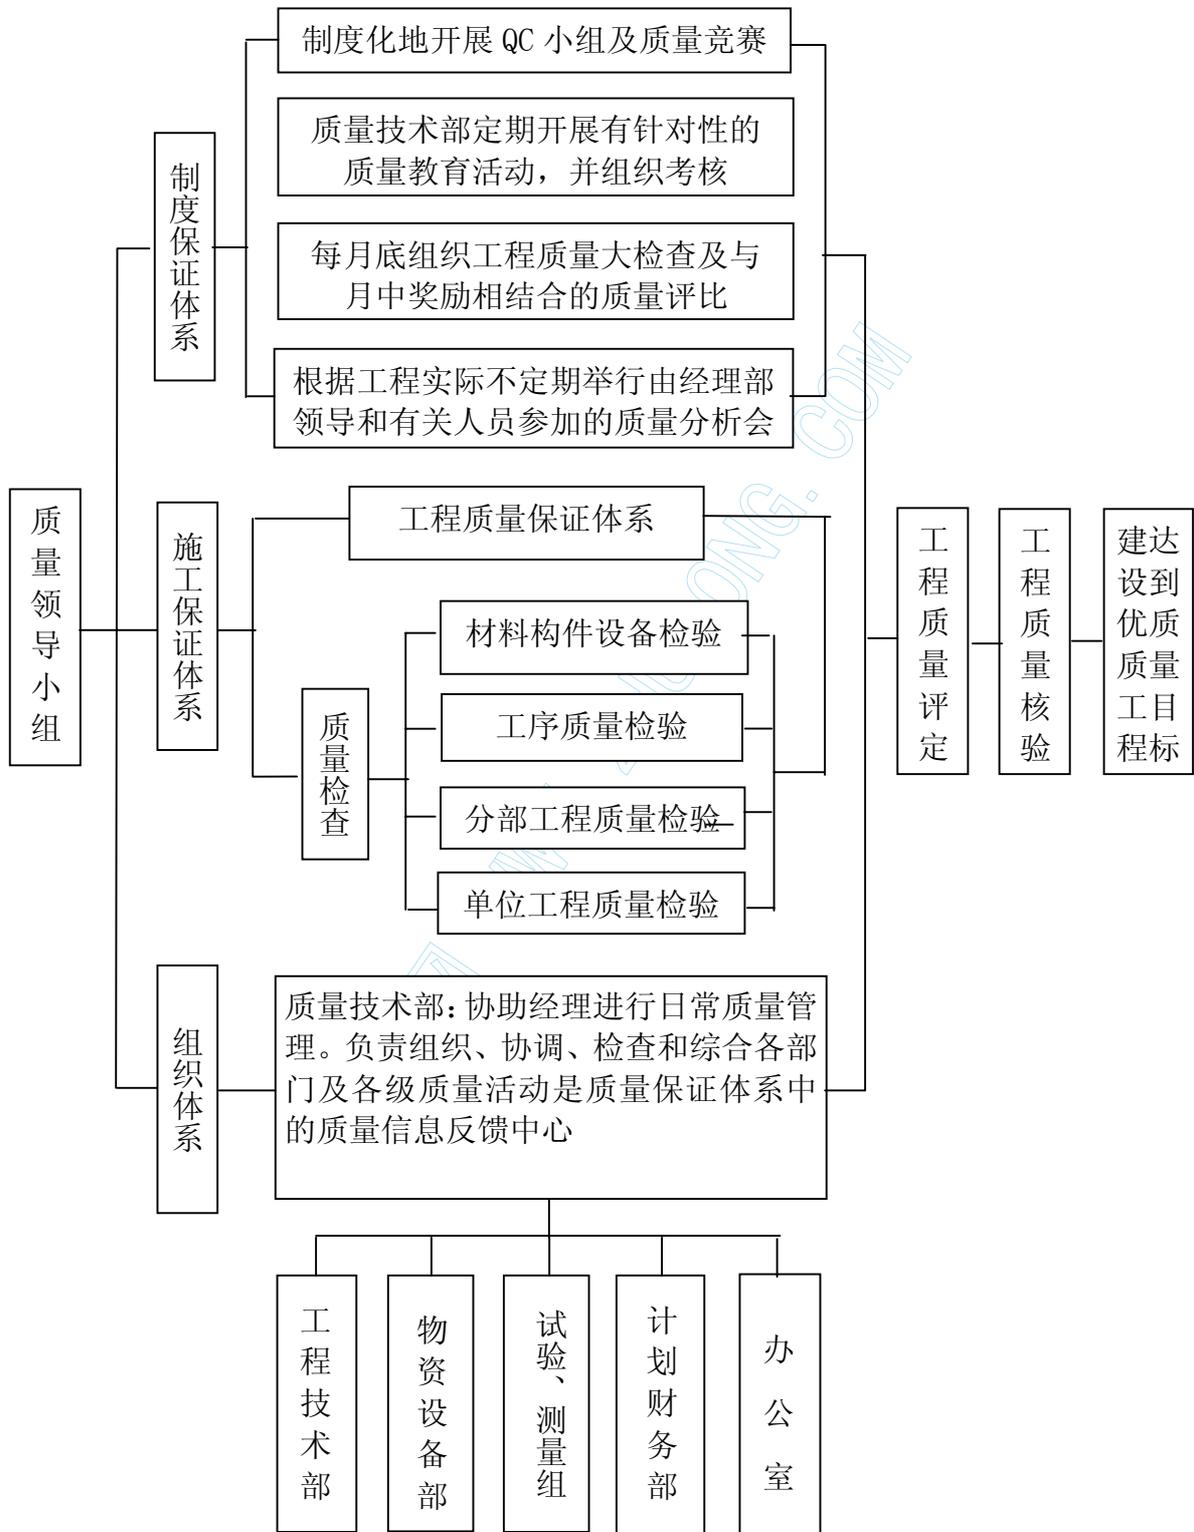 制度化地开展 QC 小组及质量竞赛
质量技术部定期开展有针对性的
质量教育活动，并组织考核
制度保证体系
每月底组织工程质量大检查及与
月中奖励相结合的质量评比
根据工程实际不定期举行由经理部
领导和有关人员参加的质量分析会
质量领导小组
施工保证体系
工程质量保证体系
材料构件设备检验
质量检查
工序质量检验
分部工程质量检验
单位工程质量检验
工程质量评定
工程质量核验
达到质量目标
建设优质工程
组织体系
质量技术部：协助经理进行日常质量管
理。负责组织、协调、检查和综合各部
门及各级质量活动是质量保证体系中
的质量信息反馈中心
工程技术部
物资设备部
试验、测量组
计划财务部
办公室